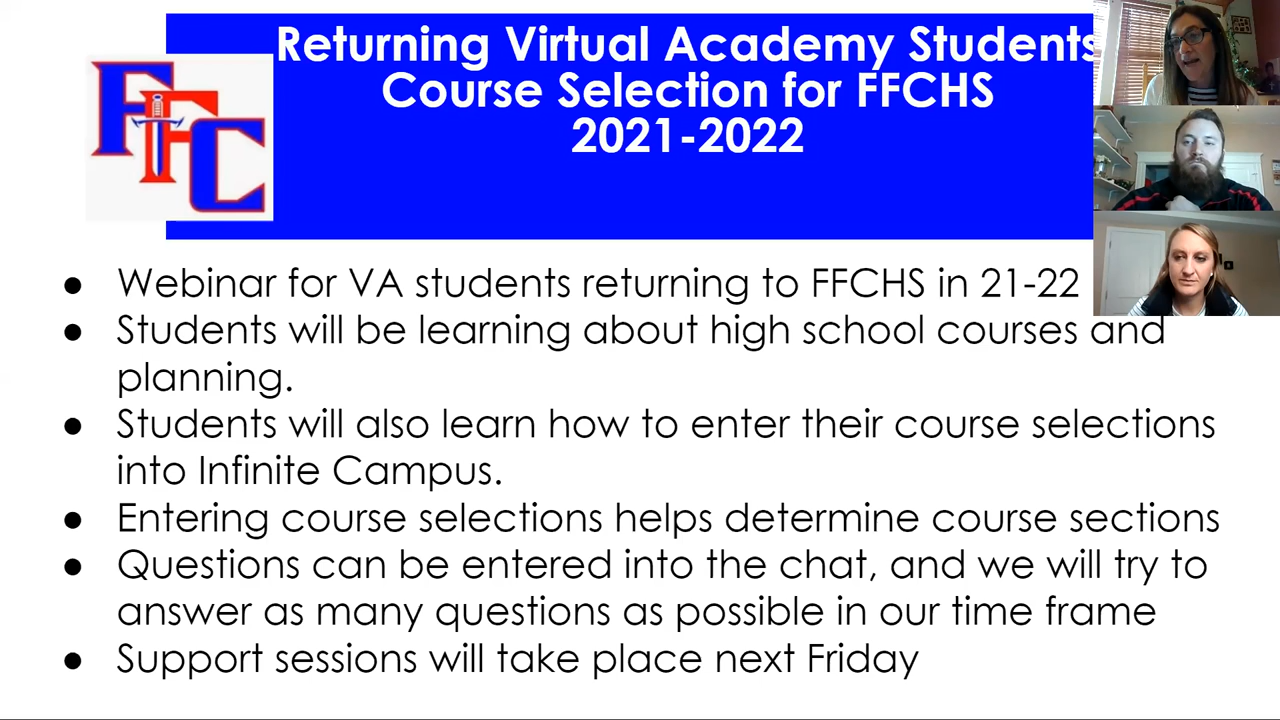 Returning Virtual Academy Students
Course Selection for FFCHS
2021-2022
FFC
● Webinar for VA students returning to FFCHS in 21-22
● Students will be learning about high school courses and
planning.
● Students will also learn how to enter their course selections
into Infinite Campus.
● Entering course selections helps determine course sections
● Questions can be entered into the chat, and we will try to
answer as many questions as possible in our time frame
● Support sessions will take place next Friday